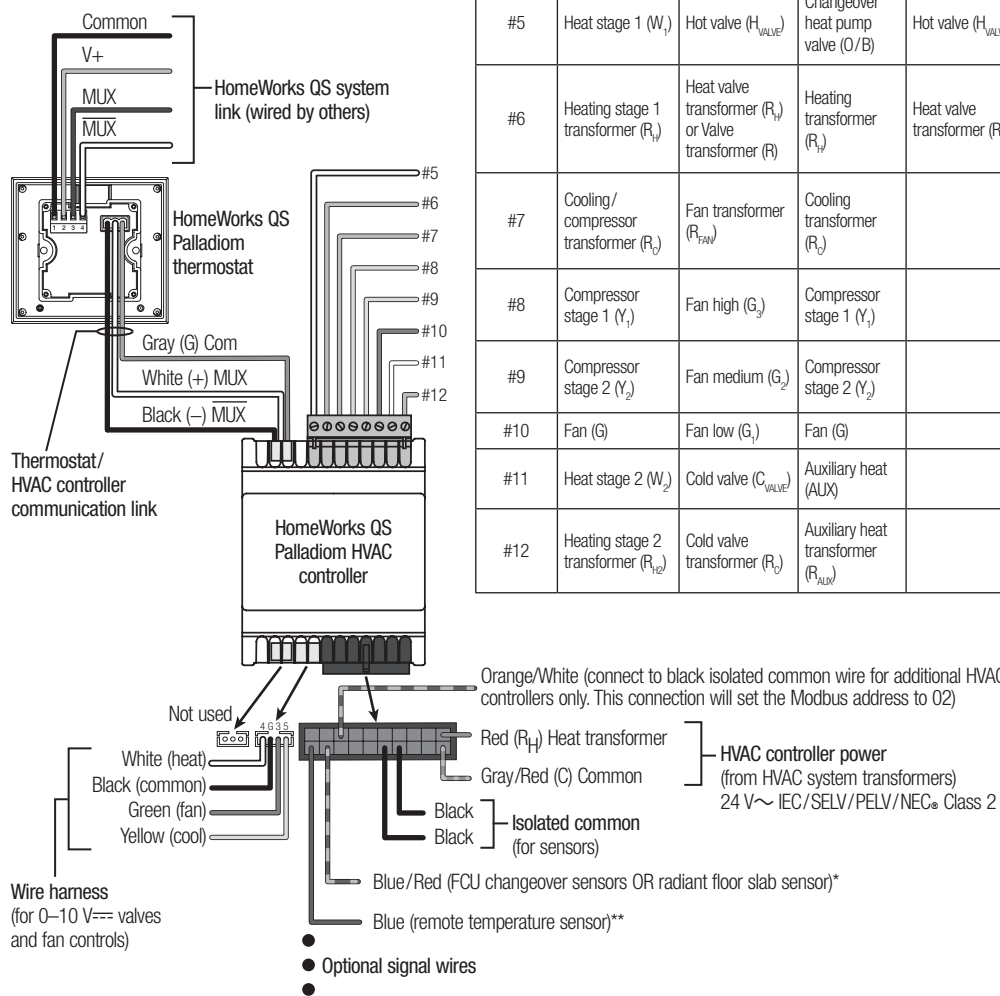 Common
V+
MUX
MUX
HomeWorks QS system
link (wired by others)
1 2 3 4
HomeWorks QS
Palladiom
thermostat
Gray (G) Com
White (+) MUX
Black (–) MUX
Thermostat/
HVAC controller
communication link
#5
#6
#7
#8
#9
#10
#11
#12
HomeWorks QS
Palladiom HVAC
controller
Changeover
#5 Heat stage 1 (W1) Hot valve (HVALVE) heat pump Hot valve
valve (O/B)
#6
Heating stage 1
transformer (RH)
Heat valve
transformer (RH)
or Valve
transformer (R)
Heating
transformer
(RH)
Heat valve
transformer
#7
Cooling/
compressor
transformer (RC)
Fan transformer
(RFAN)
Cooling
transformer
(RC)
#8
Compressor
stage 1 (Y1)
Fan high (G3)
Compressor
stage 1 (Y1)
#9
Compressor
stage 2 (Y2)
Fan medium (G2)
Compressor
stage 2 (Y2)
#10 Fan (G) Fan low (G1) Fan (G)
#11 Heat stage 2 (W2) Cold valve (CVALVE)
Auxiliary heat
(AUX)
#12
Heating stage 2
transformer (RH2)
Cold valve
transformer (RC)
Auxiliary heat
transformer
(RAUX)
Orange/White (connect to black isolated common wire for additional HVAC
controllers only. This connection will set the Modbus address to 02)
Not used
4 G 3 5
White (heat)
Black (common)
Green (fan)
Yellow (cool)
Wire harness
(for 0–10 V⎓ valves
and fan controls)
Red (RH) Heat transformer
Gray/Red (C) Common
HVAC controller power
(from HVAC system transformers)
24 V~ IEC/SELV/PELV/NEC® Class 2
Black
Black
Isolated common
(for sensors)
Blue/Red (FCU changeover sensors OR radiant floor slab sensor)*
Blue (remote temperature sensor)**
● Optional signal wires